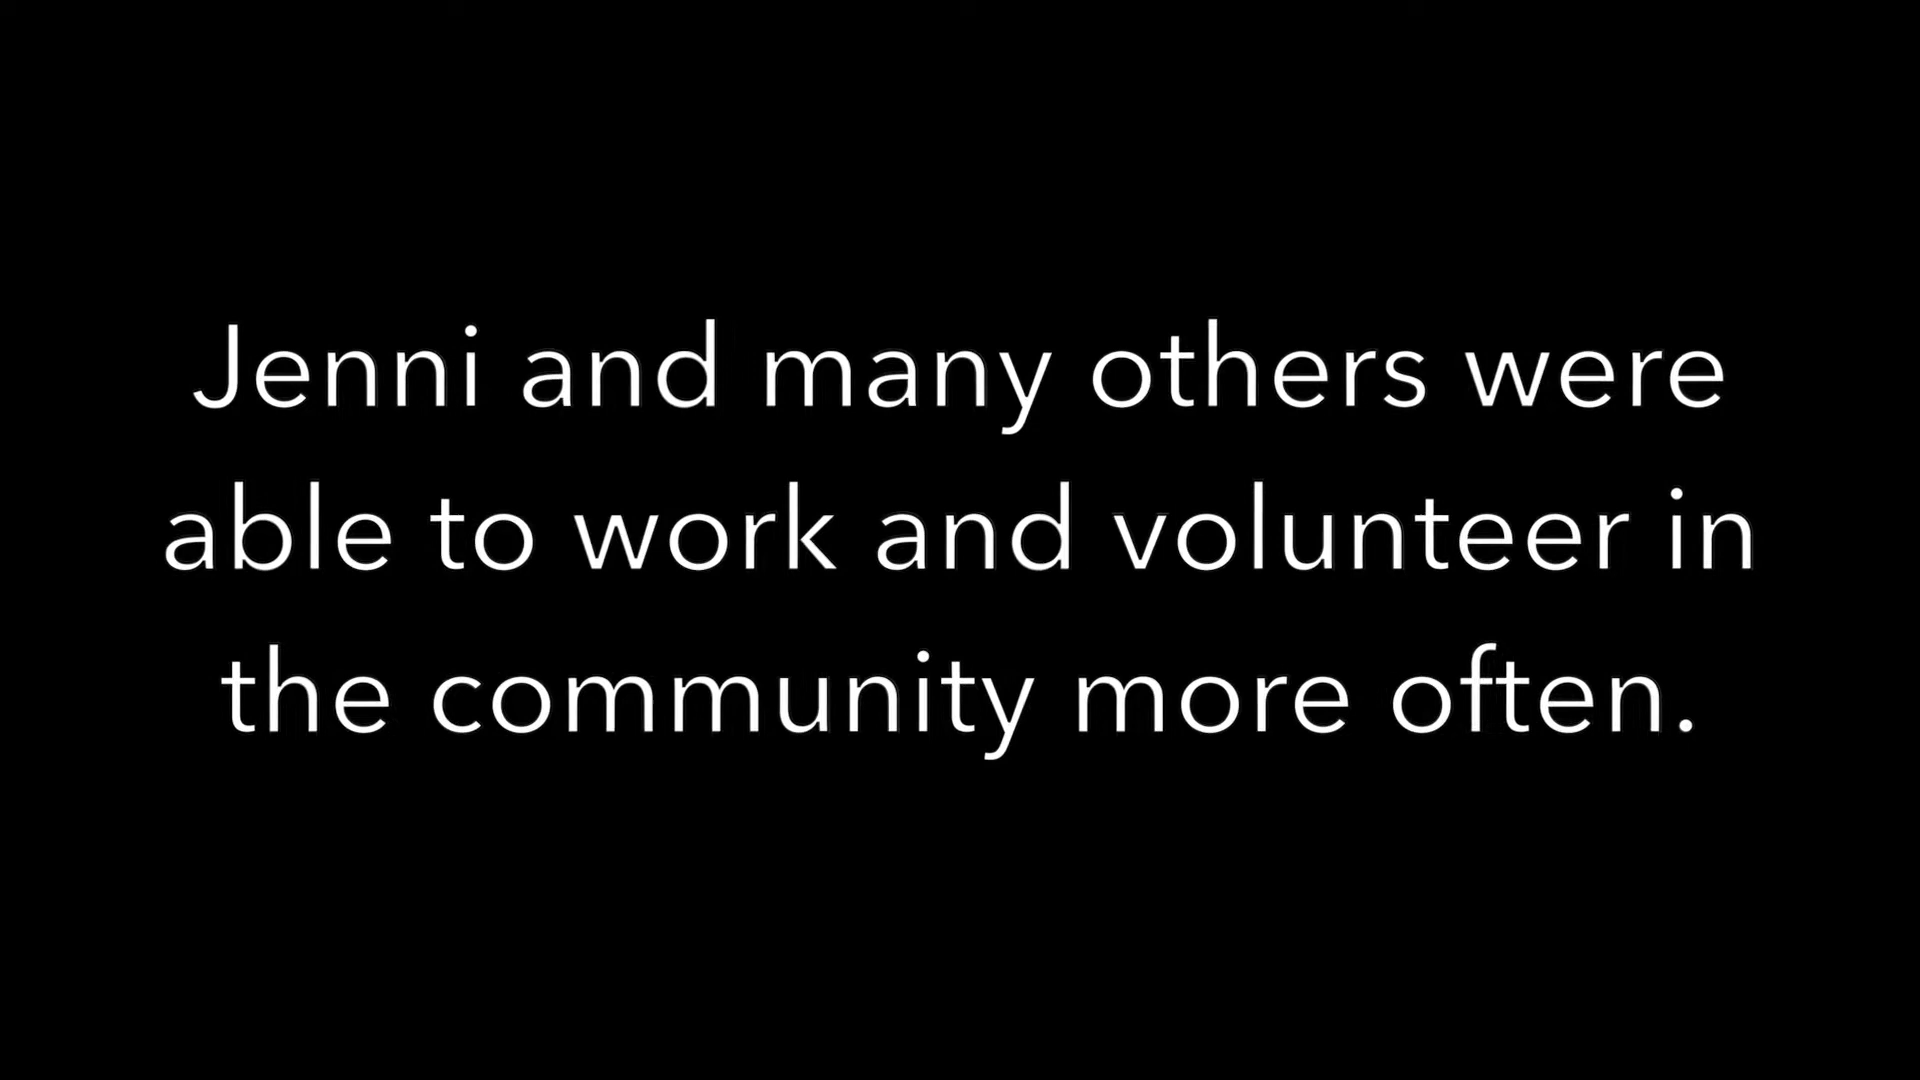 Jenni and many others were
able to work and volunteer in
the community more often.